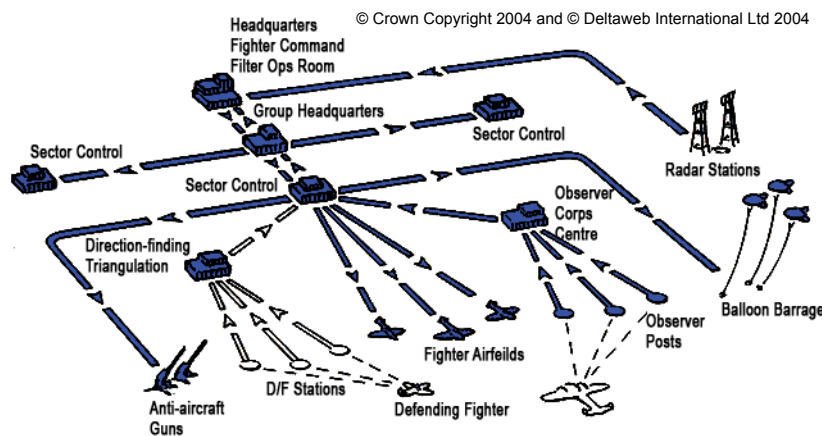 © Crown Copyright 2004 and © Deltaweb International Ltd 2004
Headquarters
Fighter Command
Filter Ops Room
Group Headquarters
Sector Control
Radar Stations
Sector Control
Sector Control
Observer
Corps
Centre
Direction-finding
Triangulation
Balloon Barrage
Observer
Posts
Fighter Airfeilds
D/F Stations
Defending Fighter
Anti-aircraft
Guns